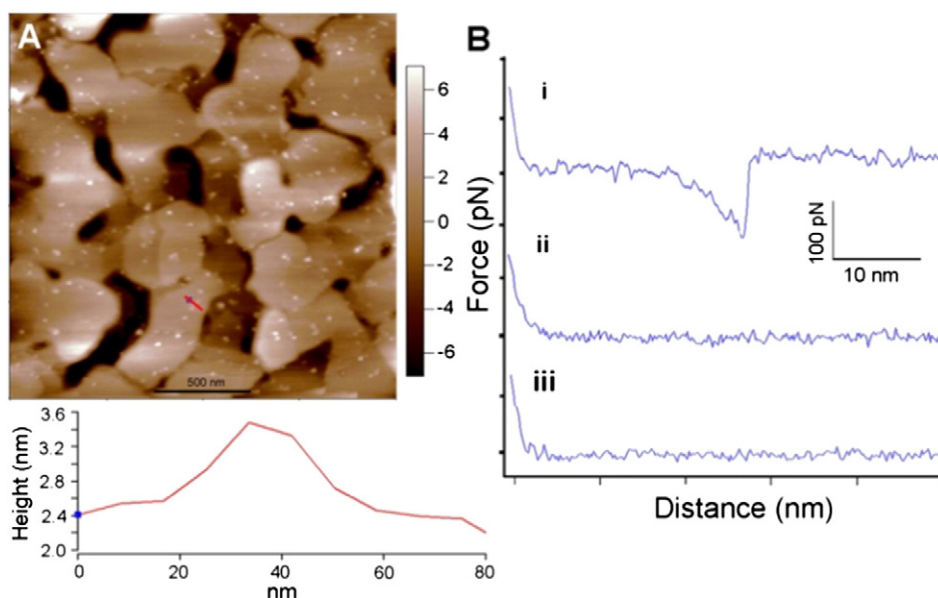 A
6
4
2
0
-2
-4
-6
500 nm
Height (nm)
3.6
3.2
2.8
2.4
2.0
0
20
40
60
80
nm
B
i
ii
iii
Force (pN)
100 pN
10 nm
Distance (nm)